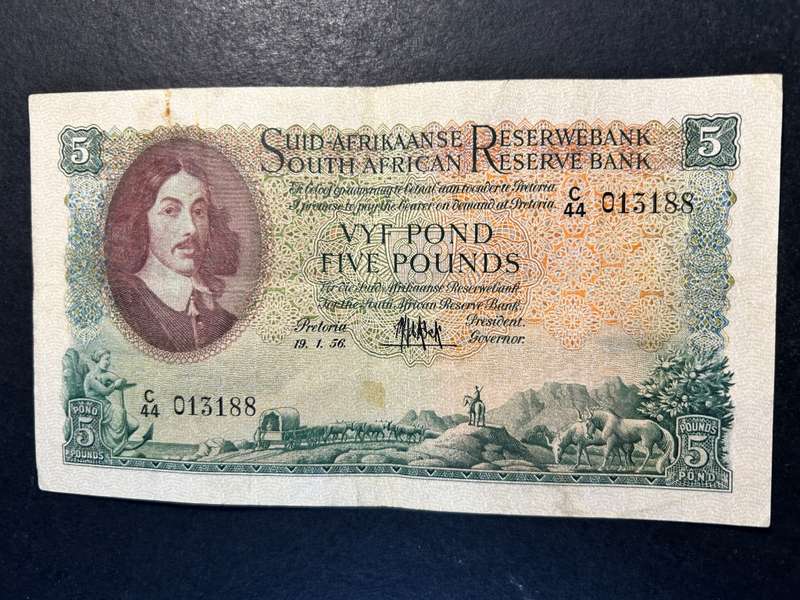 5
SUID-AFRIKAANSE RESERWEBANK
SOUTH AFRICAN RESERVE BANK
5
Ek beloof op aanvraag te betaal aan toonder te Pretoria
I promise to pay the bearer on demand at Pretoria.
C/44 013188
VYF POND
FIVE POUNDS
Vir die Suid-Afrikaanse Reserwebank.
For the South African Reserve Bank.
Pretoria
19. 1. 56.
President.
Governor.
C/44 013188
POND
5
POUNDS
POUNDS
5
POND